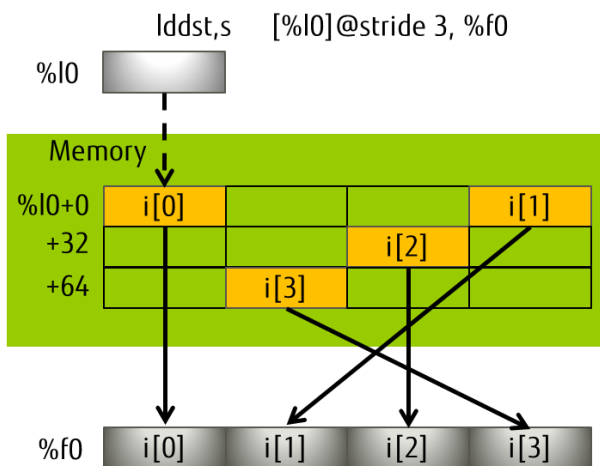 lddst,s [%l0]@stride 3, %f0
%l0
Memory
%l0+0 i[0] i[1]
+32 i[2]
+64 i[3]
%f0 i[0] i[1] i[2] i[3]